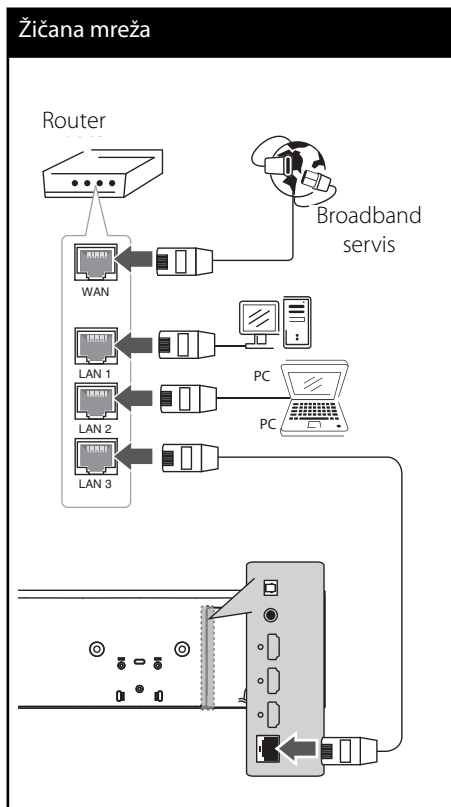 Žičana mreža
Router
Broadband
servis
WAN
LAN 1
PC
LAN 2
PC
LAN 3